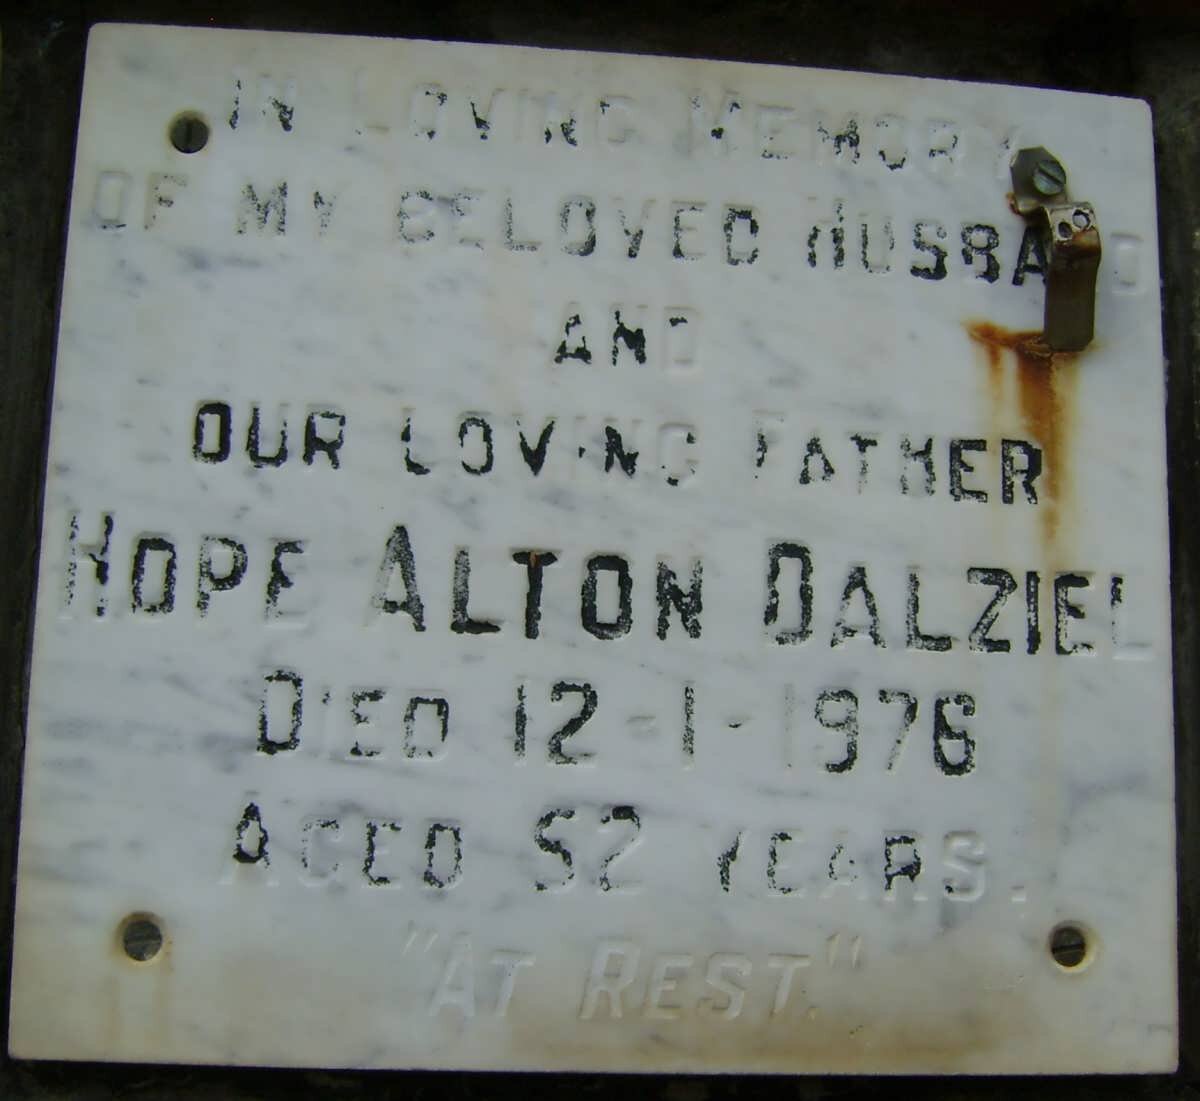 IN LOVING MEMORY
OF MY BELOVED HUSBAND
AND
OUR LOVING FATHER
HOPE ALTON DALZIEL
DIED 12-1-1976
AGED 52 YEARS.
"AT REST."